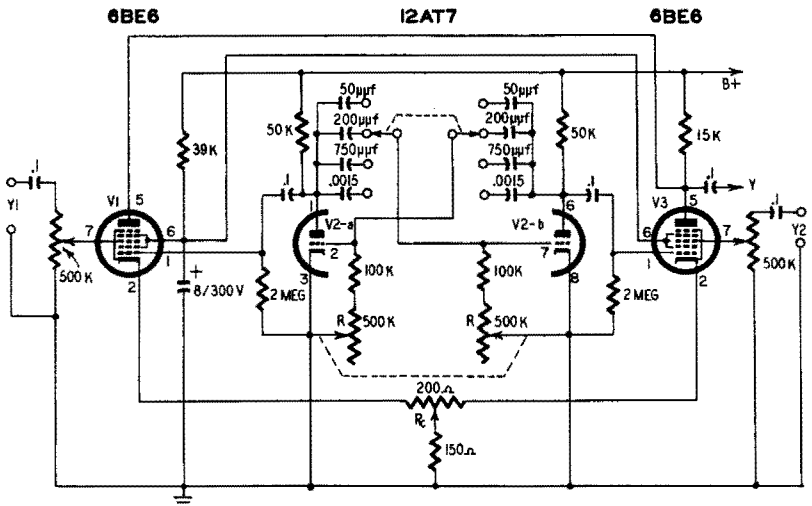 6BE6 12AT7 6BE6
50μμf 50μμf
B+
200μμf 200μμf
50K 50K 15K
39K
750μμf 750μμf
.1 .0015 .0015 .1 .1 Y .1
Y1 V1 5 1 V2-a V2-b 6 V3 5 Y2
7 6 2 7 6 7
500K 1 3 100K 100K 8 1 500K
2 + 2
8/300V 2 MEG R 500K R 500K 2 MEG
200Ω
Rc
150Ω